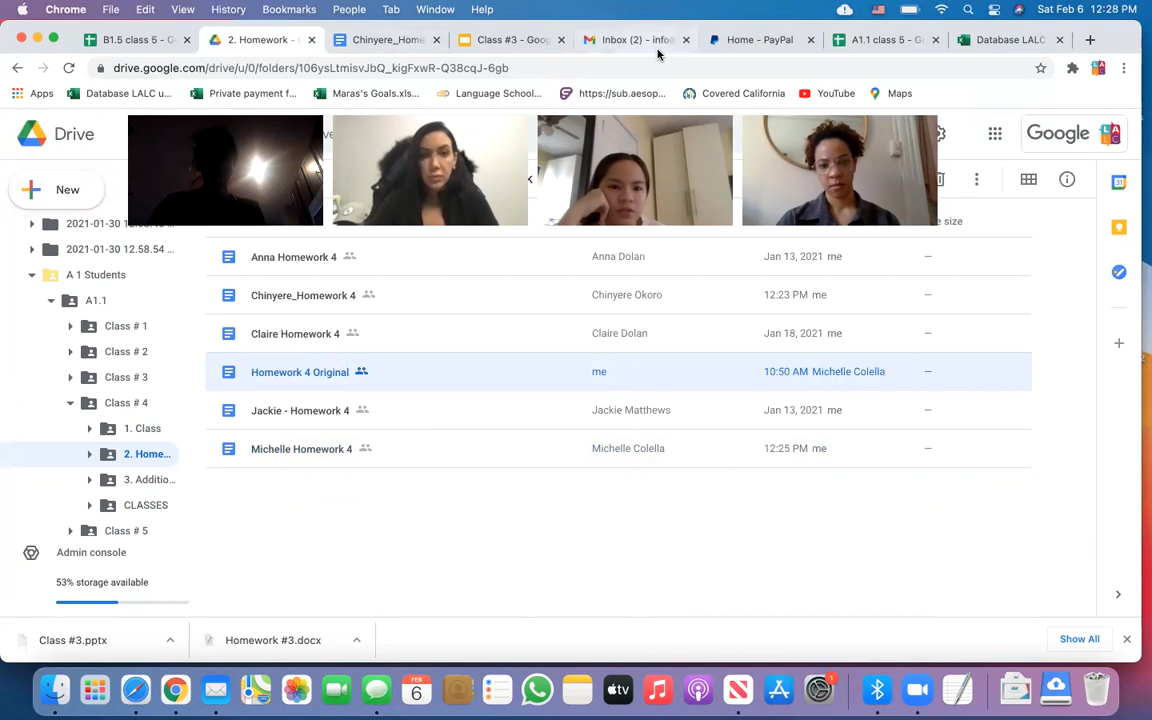 Chrome File Edit View History Bookmarks People Tab Window Help Sat Feb 6 12:28 PM
B1.5 class 5 - G 2. Homework - Chinyere_Home Class #3 - Goog Inbox (2) - info Home - PayPal A1.1 class 5 - G Database LALC
drive.google.com/drive/u/0/folders/106ysLtmisvJbQ_kigFxwR-Q38cqJ-6gb
Apps Database LALC u... Private payment f... Maras's Goals.xls... Language School... https://sub.aesop... Covered California YouTube Maps
Drive Google
New
size
2021-01-30
2021-01-30 12.58.54 ...
A 1 Students
A1.1
Class # 1
Class # 2
Class # 3
Class # 4
1. Class
2. Home...
3. Additio...
CLASSES
Class # 5
Admin console
53% storage available
Anna Homework 4 Anna Dolan Jan 13, 2021 me —
Chinyere_Homework 4 Chinyere Okoro 12:23 PM me —
Claire Homework 4 Claire Dolan Jan 18, 2021 me —
Homework 4 Original me 10:50 AM Michelle Colella —
Jackie - Homework 4 Jackie Matthews Jan 13, 2021 me —
Michelle Homework 4 Michelle Colella 12:25 PM me —
Class #3.pptx Homework #3.docx Show All
FEB
6
tv
1